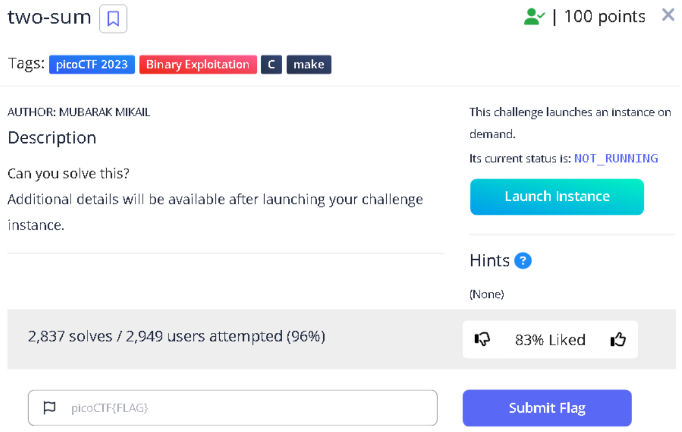 two-sum
| 100 points
Tags: picoCTF 2023 Binary Exploitation C make
AUTHOR: MUBARAK MIKAIL
Description
Can you solve this?
Additional details will be available after launching your challenge
instance.
This challenge launches an instance on
demand.
Its current status is: NOT_RUNNING
Launch Instance
Hints ?
(None)
2,837 solves / 2,949 users attempted (96%)
83% Liked
picoCTF{FLAG}
Submit Flag